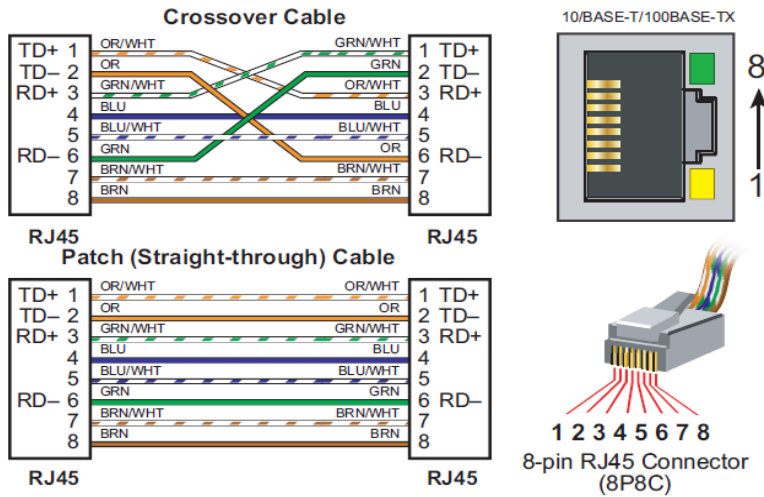 Crossover Cable
TD+ 1 OR/WHT GRN/WHT 1 TD+
TD– 2 OR GRN 2 TD–
RD+ 3 GRN/WHT OR/WHT 3 RD+
4 BLU BLU 4
5 BLU/WHT BLU/WHT 5
RD– 6 GRN OR 6 RD–
7 BRN/WHT BRN/WHT 7
8 BRN BRN 8
RJ45 RJ45
Patch (Straight-through) Cable
TD+ 1 OR/WHT OR/WHT 1 TD+
TD– 2 OR OR 2 TD–
RD+ 3 GRN/WHT GRN/WHT 3 RD+
4 BLU BLU 4
5 BLU/WHT BLU/WHT 5
RD– 6 GRN GRN 6 RD–
7 BRN/WHT BRN/WHT 7
8 BRN BRN 8
RJ45 RJ45
10/BASE-T/100BASE-TX
8
1
1 2 3 4 5 6 7 8
8-pin RJ45 Connector
(8P8C)